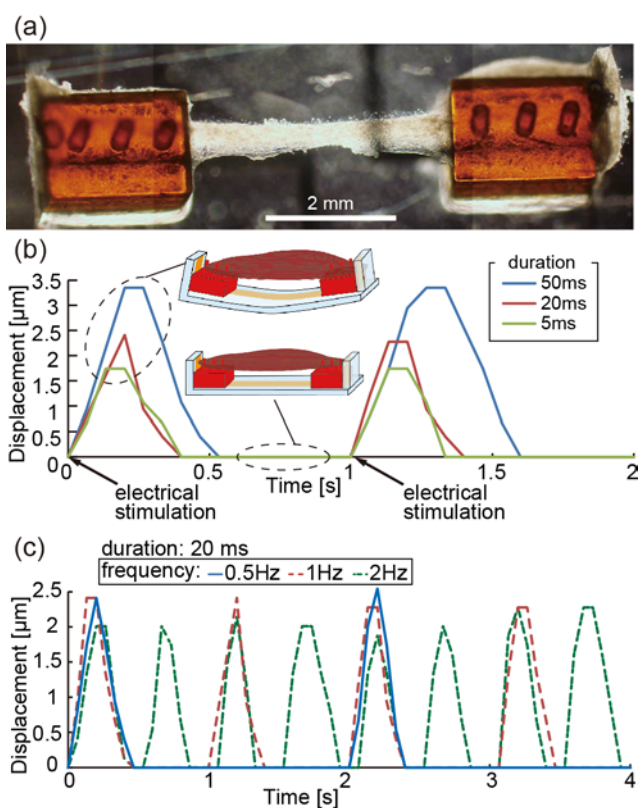 (a)
2 mm
(b)
3.5
3
2.5
2
1.5
1
0.5
0
Displacement [µm]
duration
50ms
20ms
5ms
0 0.5 1 1.5 2
Time [s]
electrical
stimulation
electrical
stimulation
(c)
duration: 20 ms
frequency: 0.5Hz 1Hz 2Hz
2.5
2
1.5
1
0.5
0
Displacement [µm]
0 1 2 3 4
Time [s]